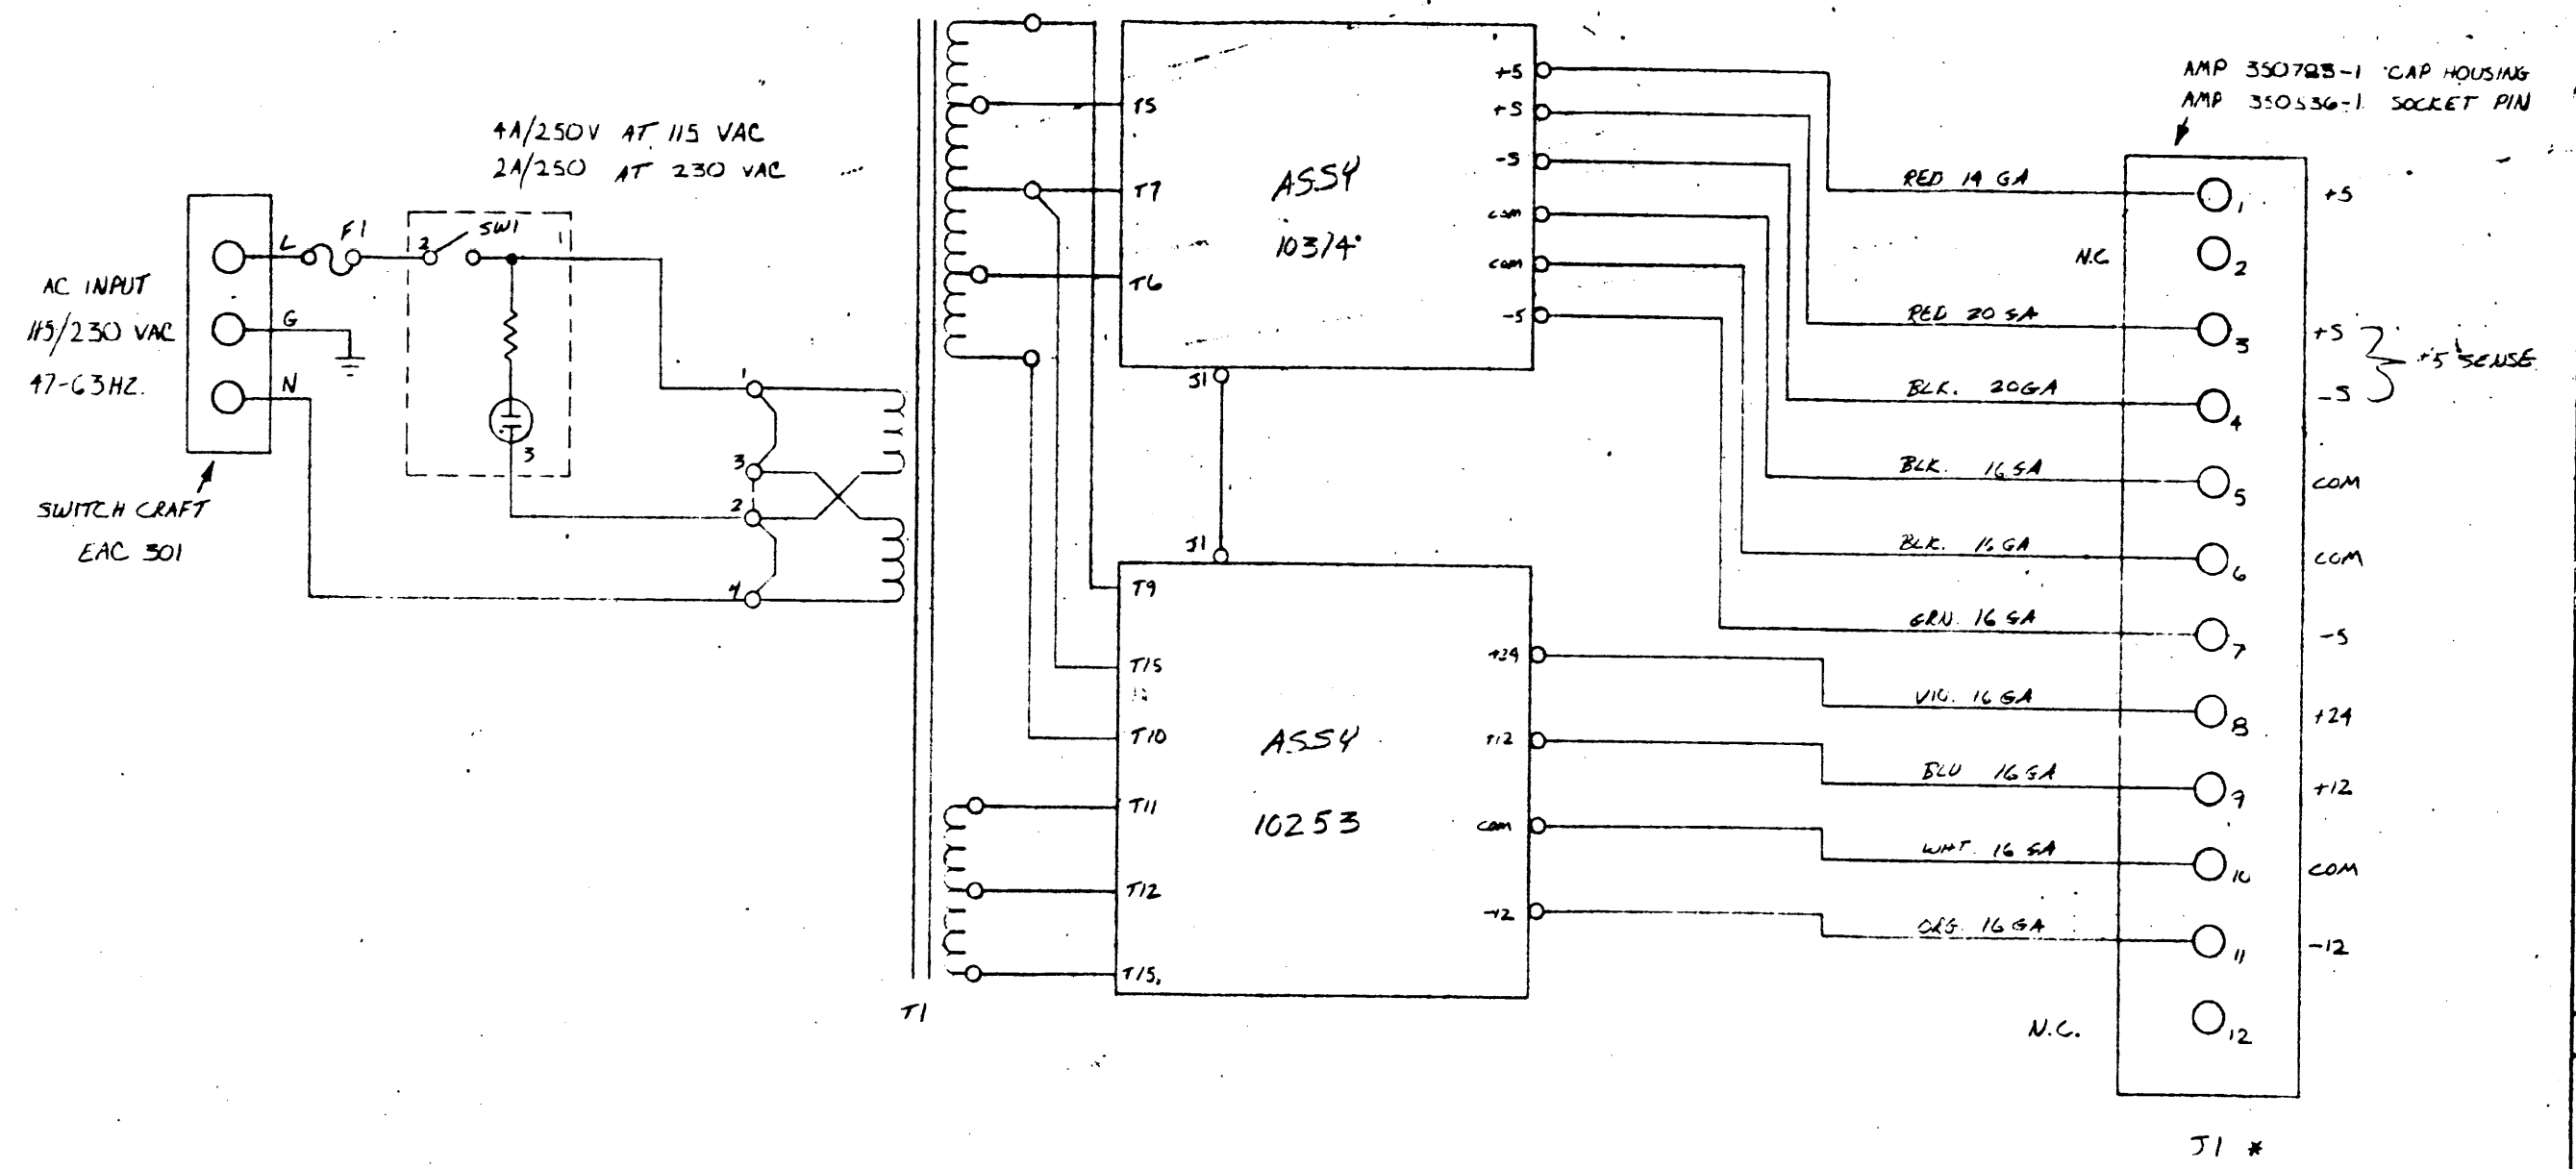 AMP 350783-1 CAP HOUSING
AMP 350536-1 SOCKET PIN
4A/250V AT 115 VAC
2A/250 AT 230 VAC
AC INPUT
115/230 VAC
47-63HZ.
L
G
N
F1
2
SW1
1
3
SWITCH CRAFT
EAC 301
1
3
2
4
T1
T5
T7
T6
ASSY
10374
+5
+5
-5
COM
COM
-5
J1
J1
T9
T15
T10
T11
T12
T15
ASSY
10253
+24
+12
COM
-12
RED 14 GA
RED 20 GA
BLK. 20GA
BLK. 16 GA
BLK. 16 GA
GRN. 16 GA
VIO. 16 GA
BLU 16 GA
WHT. 16 GA
ORG. 16 GA
N.C.
N.C.
1
2
3
4
5
6
7
8
9
10
11
12
+5
+5
-5
+5 SENSE
COM
COM
-5
+24
+12
COM
-12
J1 *